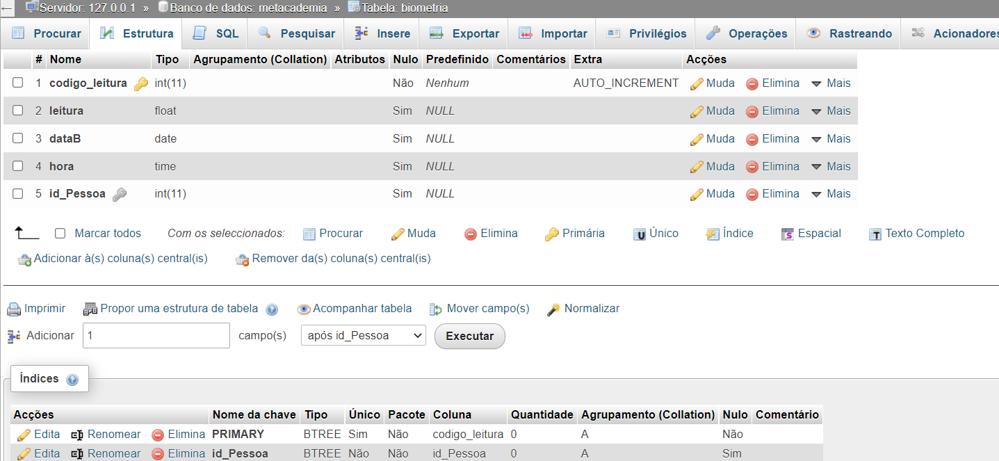 ← Servidor: 127.0.0.1 » Banco de dados: metacademia » Tabela: biometria
Procurar Estrutura SQL Pesquisar Insere Exportar Importar Privilégios Operações Rastreando Acionadores
# Nome Tipo Agrupamento (Collation) Atributos Nulo Predefinido Comentários Extra Acções
1 codigo_leitura int(11) Não Nenhum AUTO_INCREMENT Muda Elimina Mais
2 leitura float Sim NULL Muda Elimina Mais
3 dataB date Sim NULL Muda Elimina Mais
4 hora time Sim NULL Muda Elimina Mais
5 id_Pessoa int(11) Sim NULL Muda Elimina Mais
Marcar todos Com os seleccionados: Procurar Muda Elimina Primária Único Índice Espacial Texto Completo
Adicionar à(s) coluna(s) central(is) Remover da(s) coluna(s) central(is)
Imprimir Propor uma estrutura de tabela Acompanhar tabela Mover campo(s) Normalizar
Adicionar 1 campo(s) após id_Pessoa Executar
Índices
Acções Nome da chave Tipo Único Pacote Coluna Quantidade Agrupamento (Collation) Nulo Comentário
Edita Renomear Elimina PRIMARY BTREE Sim Não codigo_leitura 0 A Não
Edita Renomear Elimina id_Pessoa BTREE Não Não id_Pessoa 0 A Sim